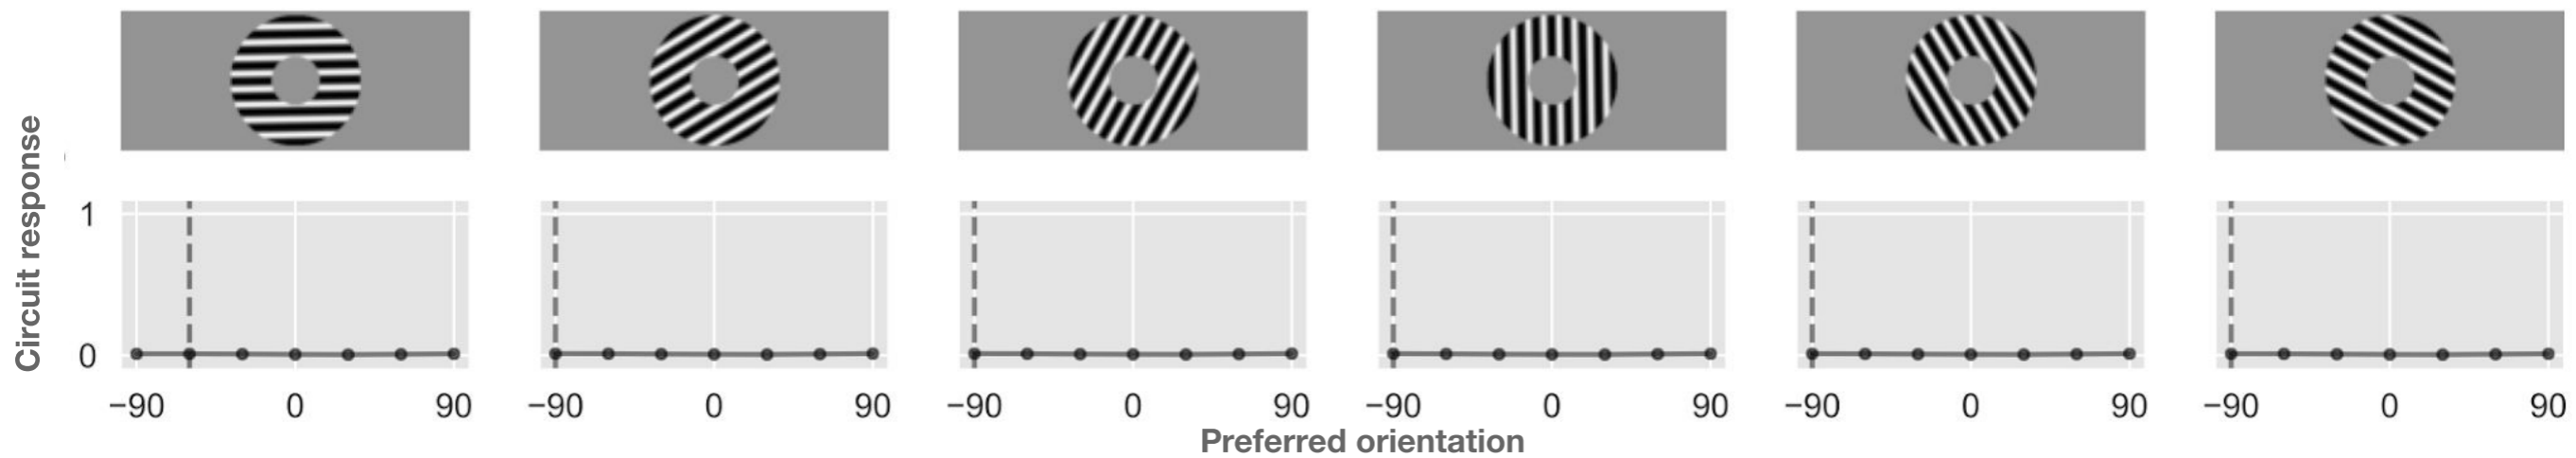 Circuit response
1
0
−90 0 90 −90 0 90 −90 0 90 −90 0 90 −90 0 90 −90 0 90
Preferred orientation